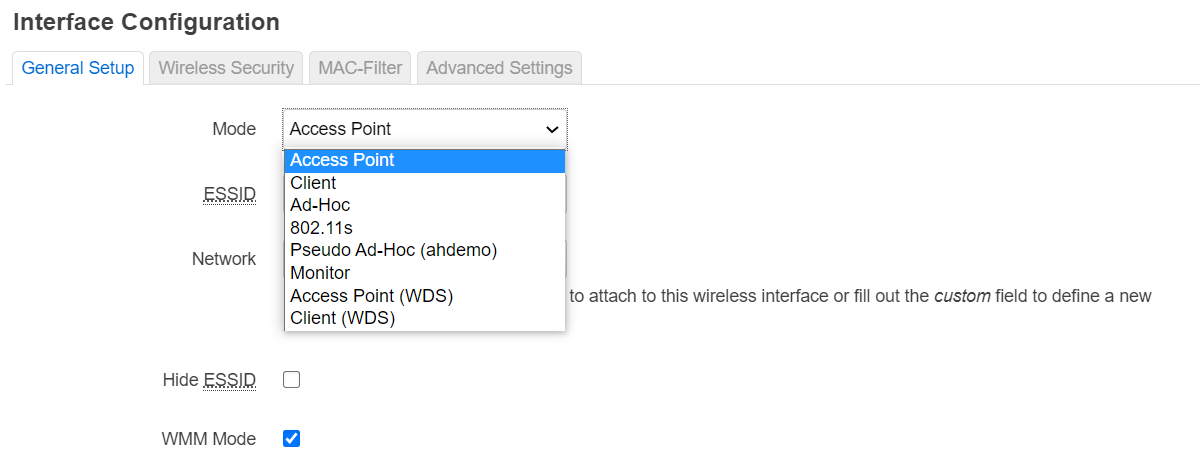 Interface Configuration
General Setup Wireless Security MAC-Filter Advanced Settings
Mode Access Point
Access Point
Client
ESSID
Ad-Hoc
802.11s
Network Pseudo Ad-Hoc (ahdemo)
Monitor
Access Point (WDS) to attach to this wireless interface or fill out the custom field to define a new
Client (WDS)
Hide ESSID
WMM Mode